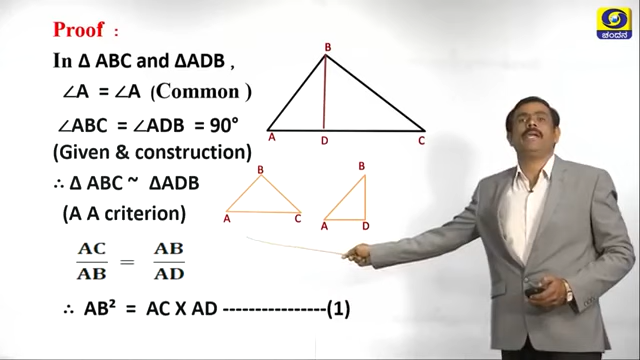 Proof :
In Δ ABC and ΔADB ,
∠A = ∠A (Common )
∠ABC = ∠ADB = 90°
(Given & construction)
∴ Δ ABC ~ ΔADB
(A A criterion)
AC/AB = AB/AD
∴ AB² = AC X AD ----------------(1)
B
A D C
B
A C
B
A D
ಚಂದನ